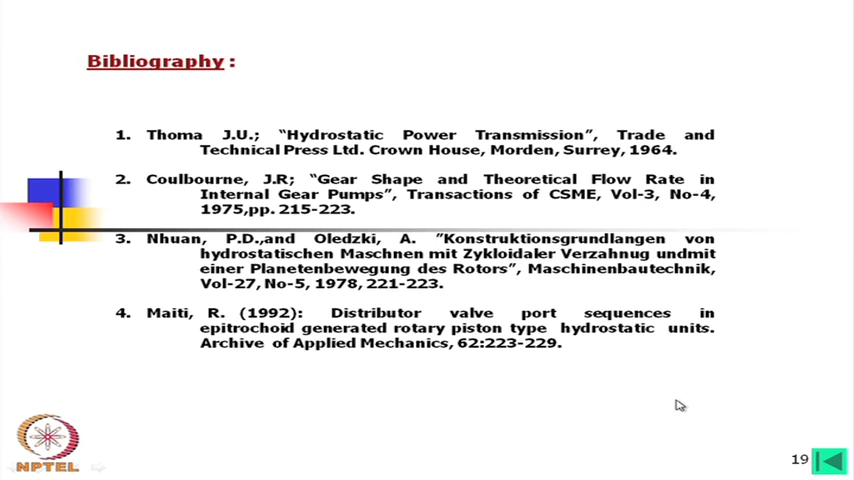 Bibliography :
1. Thoma J.U.; “Hydrostatic Power Transmission”, Trade and
Technical Press Ltd. Crown House, Morden, Surrey, 1964.
2. Coulbourne, J.R; “Gear Shape and Theoretical Flow Rate in
Internal Gear Pumps”, Transactions of CSME, Vol-3, No-4,
1975,pp. 215-223.
3. Nhuan, P.D.,and Oledzki, A. ”Konstruktionsgrundlangen von
hydrostatischen Maschnen mit Zykloidaler Verzahnug undmit
einer Planetenbewegung des Rotors”, Maschinenbautechnik,
Vol-27, No-5, 1978, 221-223.
4. Maiti, R. (1992): Distributor valve port sequences in
epitrochoid generated rotary piston type hydrostatic units.
Archive of Applied Mechanics, 62:223-229.
NPTEL
19